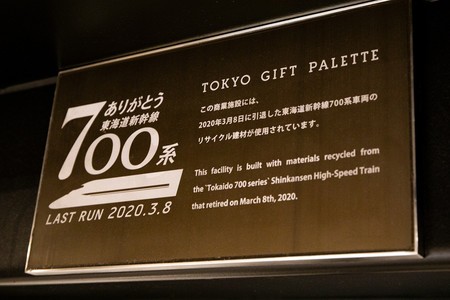 ありがとう
東海道新幹線
700系
LAST RUN 2020.3.8
TOKYO GIFT PALETTE
この商業施設には、
2020年3月8日に引退した東海道新幹線700系車両の
リサイクル建材が使用されています。
This facility is built with materials recycled from
the `Tokaido 700 series` Shinkansen High-Speed Train
that retired on March 8th, 2020.